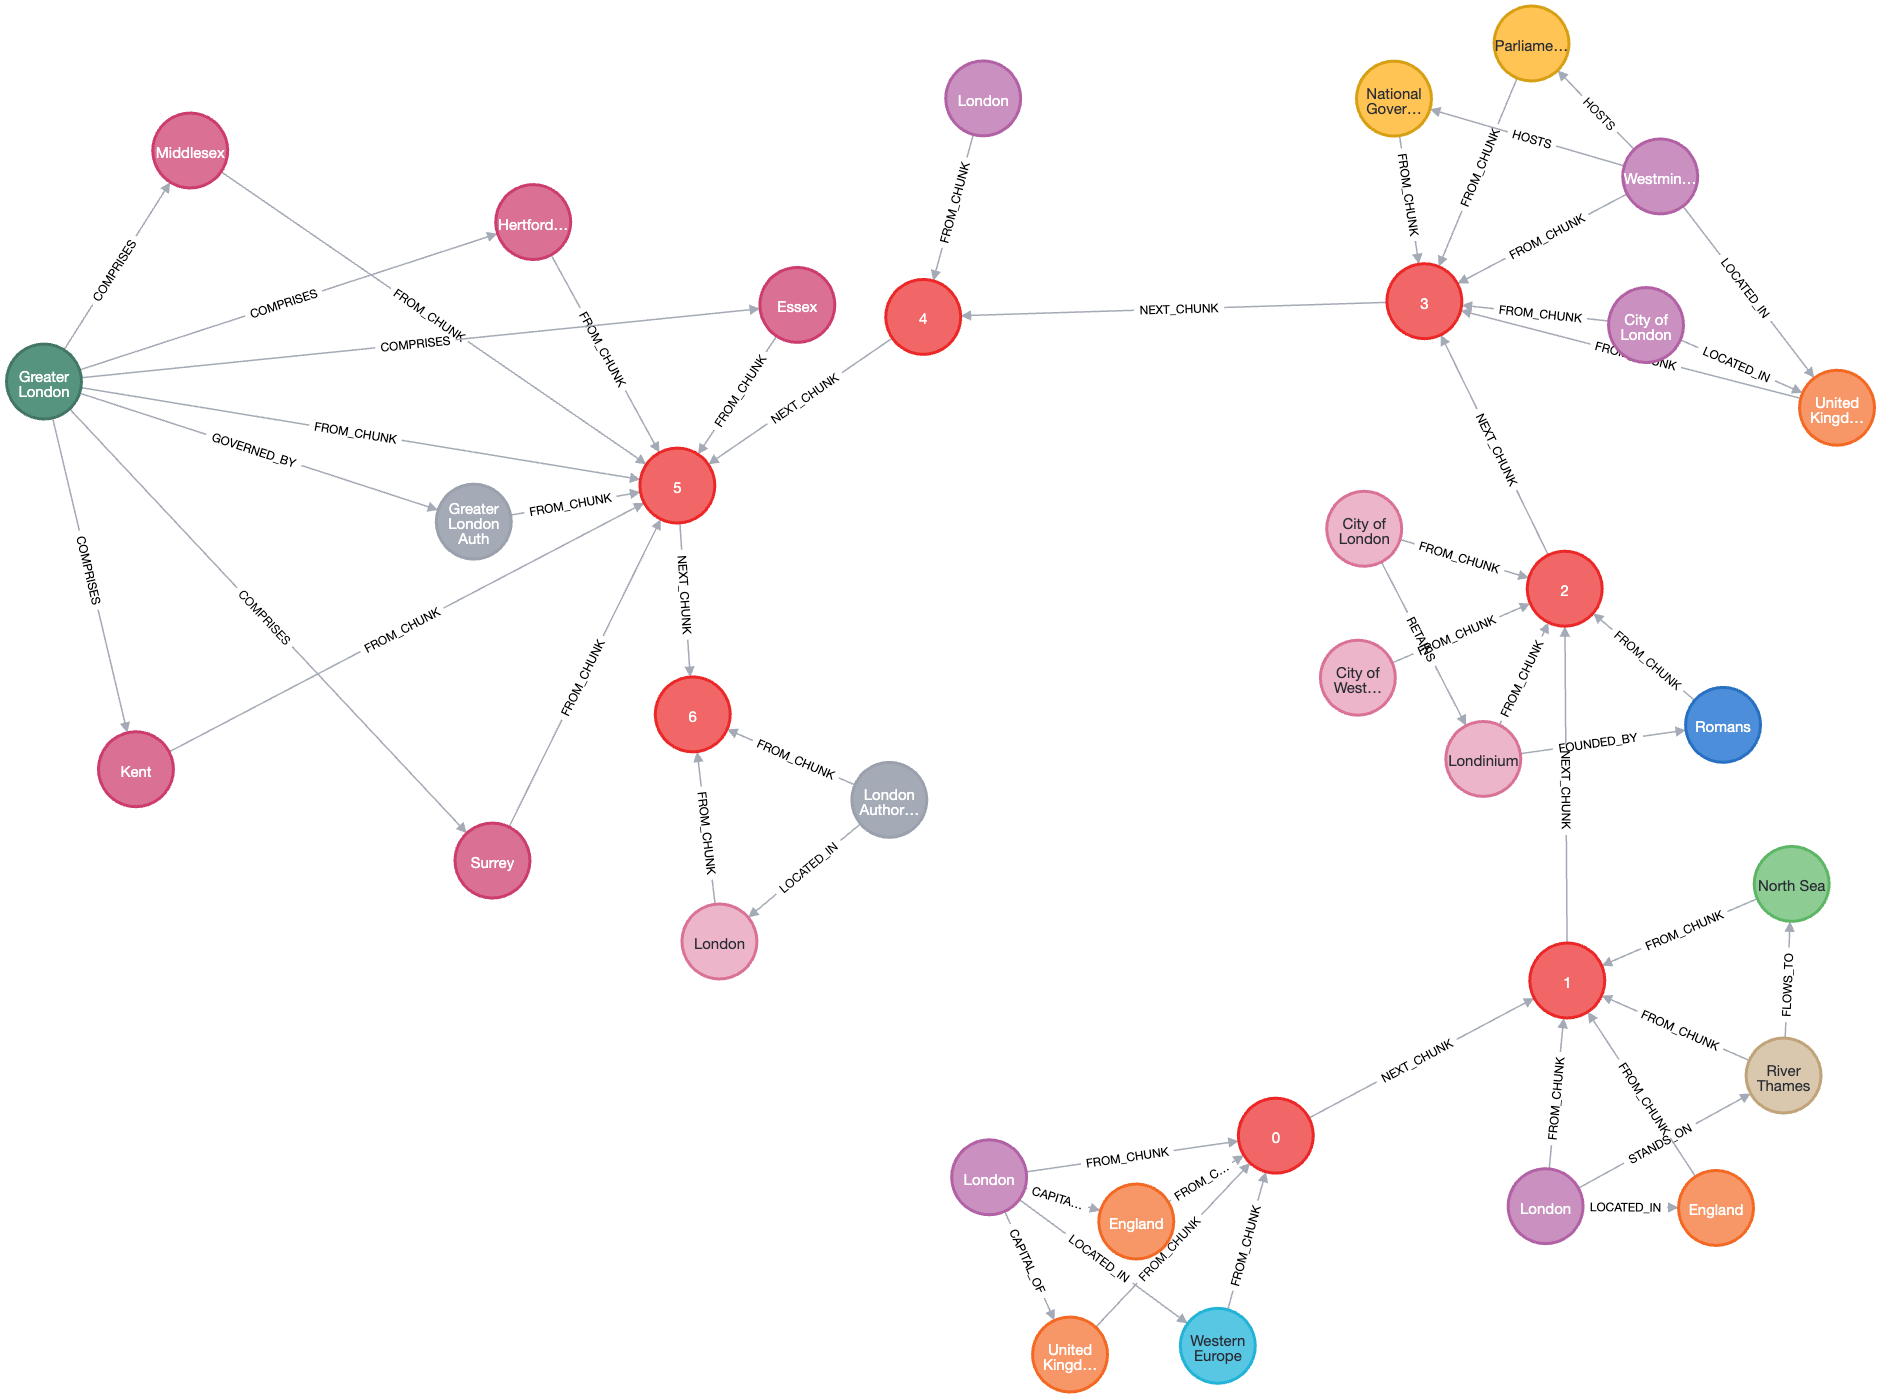 Parliame…
National
Gover…
HOSTS
HOSTS
London
Middlesex
FROM_CHUNK
FROM_CHUNK
Westmin…
FROM_CHUNK
Hertford…
FROM_CHUNK
LOCATED_IN
COMPRISES
COMPRISES
Essex
4
NEXT_CHUNK
3
FROM_CHUNK
City of
London
FROM_CHUNK
COMPRISES
FROM_CHUNK
FROM_CHUNK
LOCATED_IN
Greater
London
FROM_CHUNK
NEXT_CHUNK
United
Kingd…
FROM_CHUNK
GOVERNED_BY
NEXT_CHUNK
5
Greater
London
Auth
FROM_CHUNK
City of
London
FROM_CHUNK
COMPRISES
NEXT_CHUNK
2
COMPRISES
FROM_CHUNK
RETAINS
FROM_CHUNK
FROM_CHUNK
FROM_CHUNK
City of
West…
FROM_CHUNK
6
Romans
FOUNDED_BY
Londinium
FROM_CHUNK
NEXT_CHUNK
Kent
London
Author…
FROM_CHUNK
Surrey
LOCATED_IN
North Sea
FROM_CHUNK
London
1
FLOWS_TO
FROM_CHUNK
NEXT_CHUNK
River
Thames
FROM_CHUNK
FROM_CHUNK
0
STANDS_ON
FROM_CHUNK
London
FROM_C…
CAPITA…
England
London
LOCATED_IN
England
LOCATED_IN
FROM_CHUNK
FROM_CHUNK
CAPITAL_OF
United
Kingd…
Western
Europe